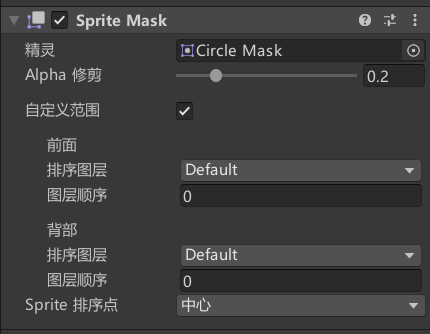 Sprite Mask
精灵 Circle Mask
Alpha 修剪 0.2
自定义范围
前面
排序图层 Default
图层顺序 0
背部
排序图层 Default
图层顺序 0
Sprite 排序点 中心